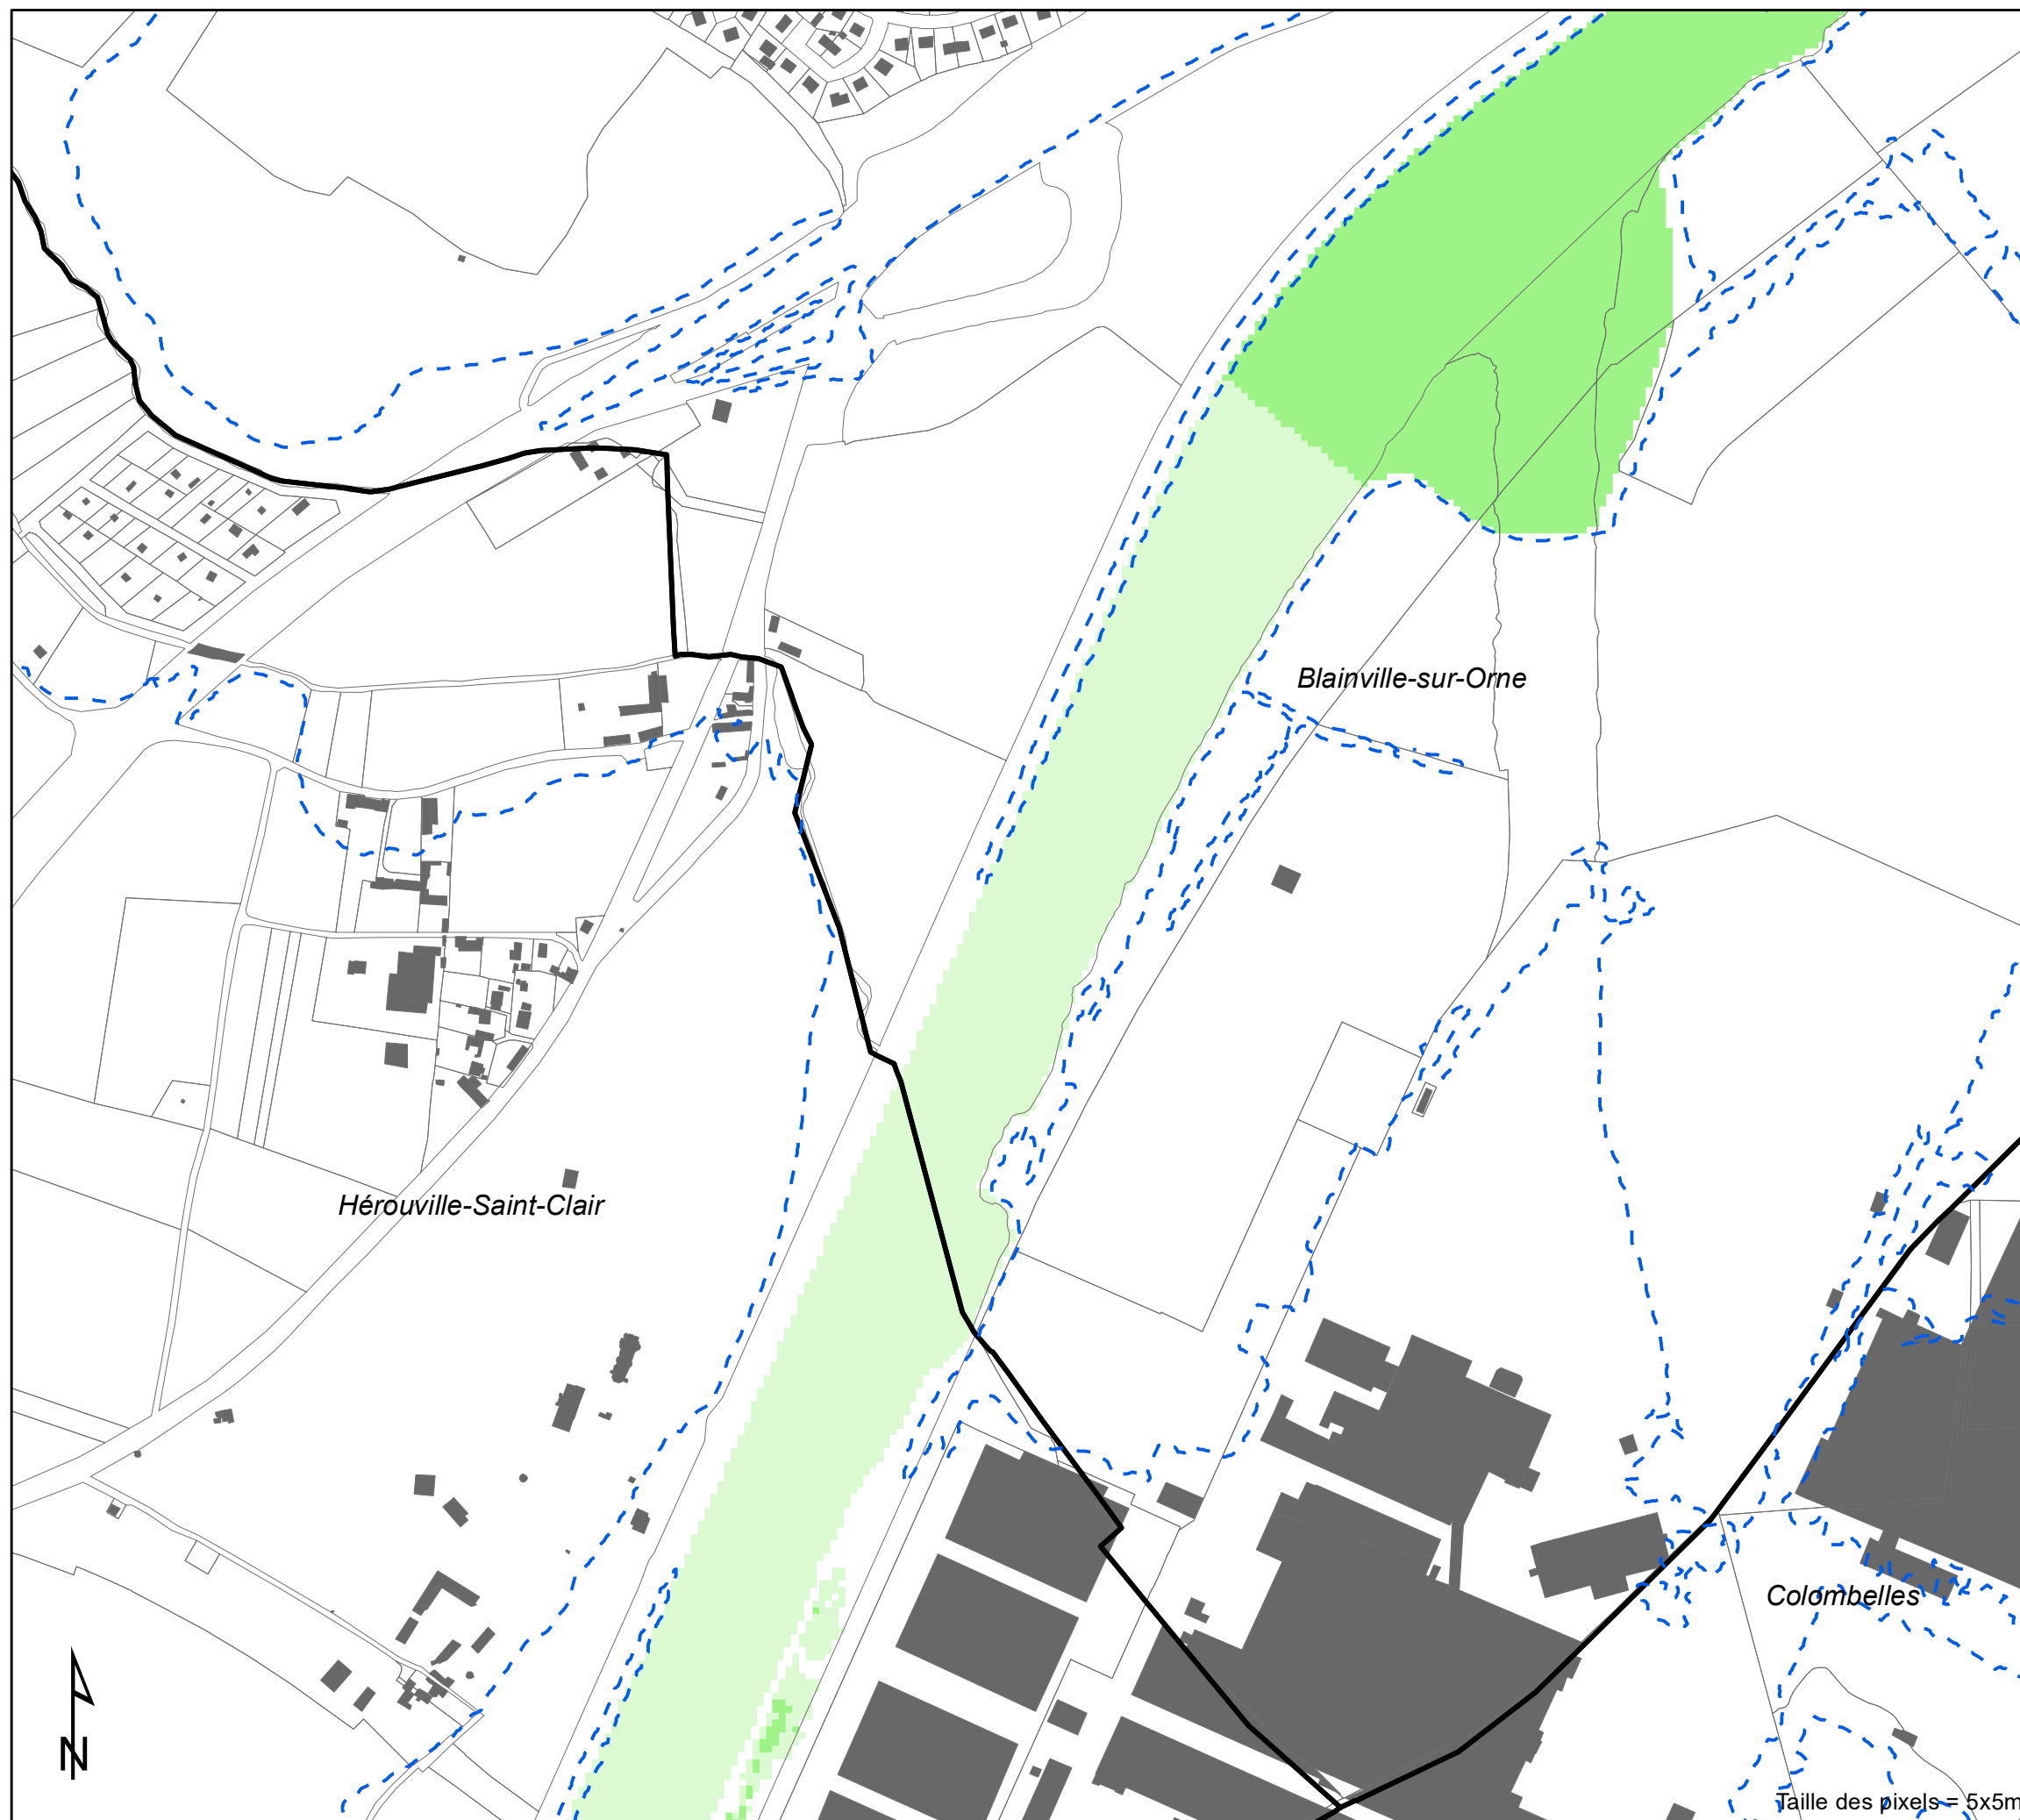 Blainville-sur-Orne
Hérouville-Saint-Clair
Colombelles
N
Taille des pixels = 5x5m